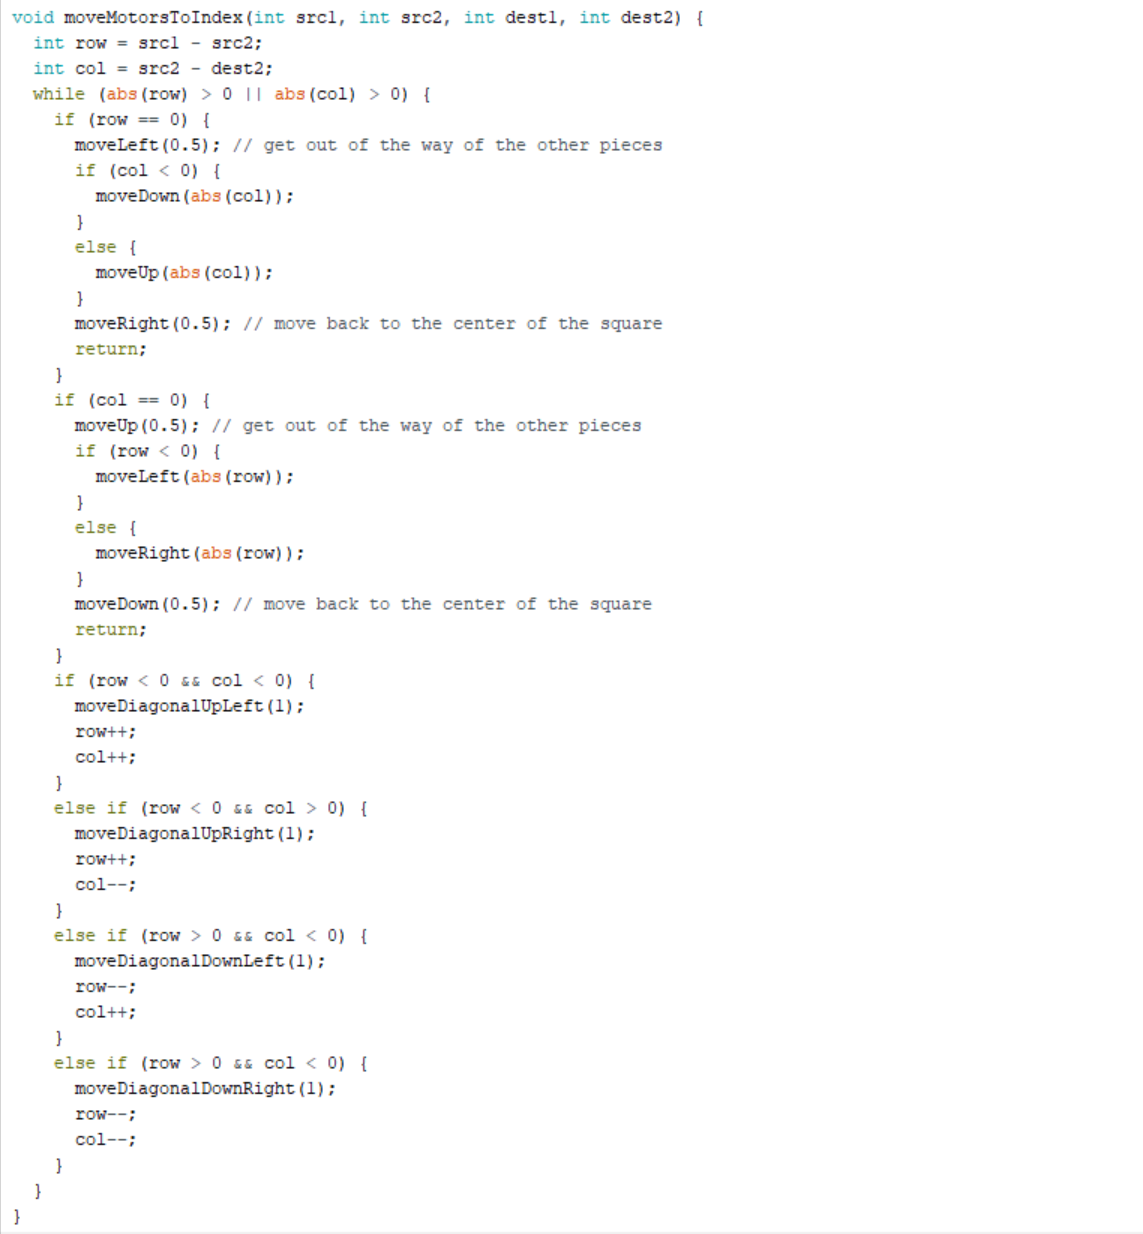 void moveMotorsToIndex(int src1, int src2, int dest1, int dest2) {
  int row = src1 - src2;
  int col = src2 - dest2;
  while (abs(row) > 0 || abs(col) > 0) {
    if (row == 0) {
      moveLeft(0.5); // get out of the way of the other pieces
      if (col < 0) {
        moveDown(abs(col));
      }
      else {
        moveUp(abs(col));
      }
      moveRight(0.5); // move back to the center of the square
      return;
    }
    if (col == 0) {
      moveUp(0.5); // get out of the way of the other pieces
      if (row < 0) {
        moveLeft(abs(row));
      }
      else {
        moveRight(abs(row));
      }
      moveDown(0.5); // move back to the center of the square
      return;
    }
    if (row < 0 && col < 0) {
      moveDiagonalUpLeft(1);
      row++;
      col++;
    }
    else if (row < 0 && col > 0) {
      moveDiagonalUpRight(1);
      row++;
      col--;
    }
    else if (row > 0 && col < 0) {
      moveDiagonalDownLeft(1);
      row--;
      col++;
    }
    else if (row > 0 && col < 0) {
      moveDiagonalDownRight(1);
      row--;
      col--;
    }
  }
}